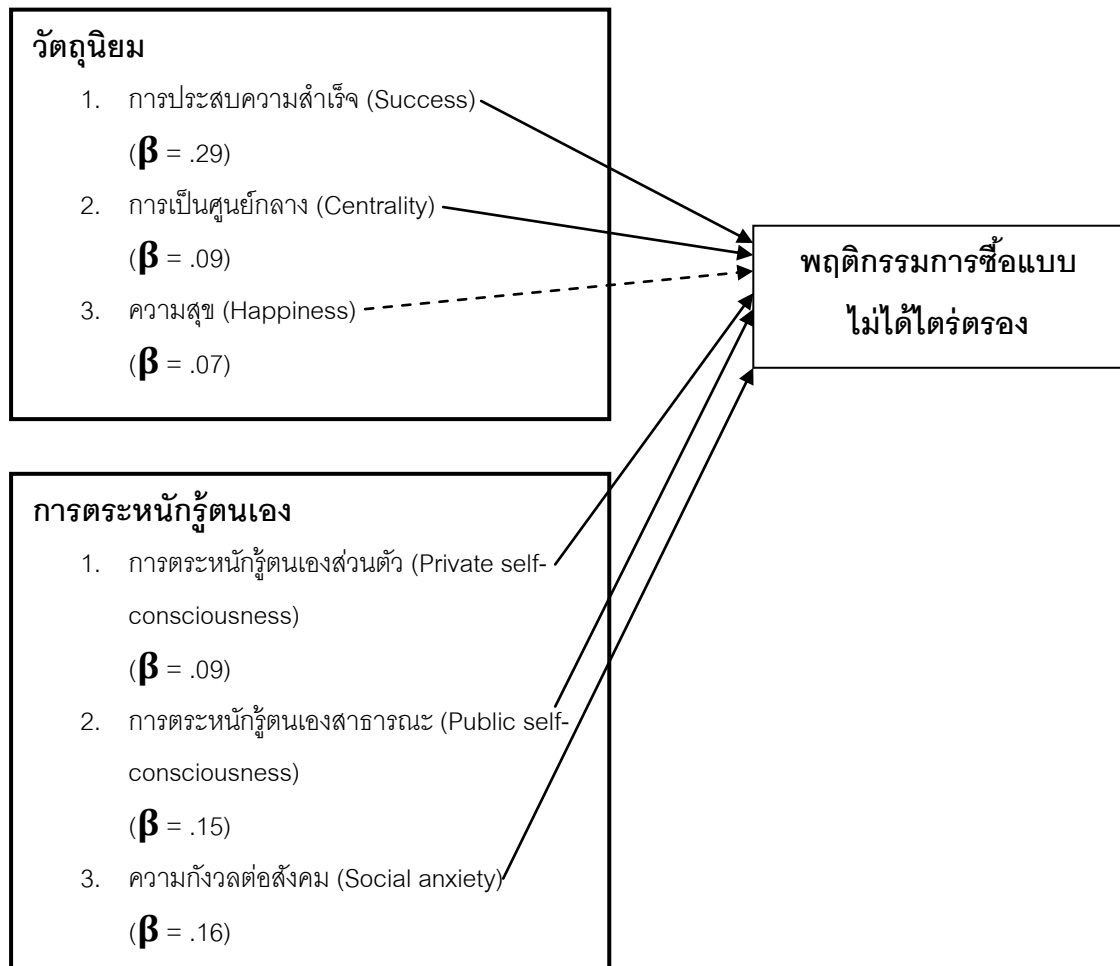 วัตถุนิยม
1. การประสบความสำเร็จ (Success)
(β = .29)
2. การเป็นศูนย์กลาง (Centrality)
(β = .09)
3. ความสุข (Happiness)
(β = .07)
พฤติกรรมการซื้อแบบ
ไม่ได้ไตร่ตรอง
การตระหนักรู้ตนเอง
1. การตระหนักรู้ตนเองส่วนตัว (Private self-
consciousness)
(β = .09)
2. การตระหนักรู้ตนเองสาธารณะ (Public self-
consciousness)
(β = .15)
3. ความกังวลต่อสังคม (Social anxiety)
(β = .16)